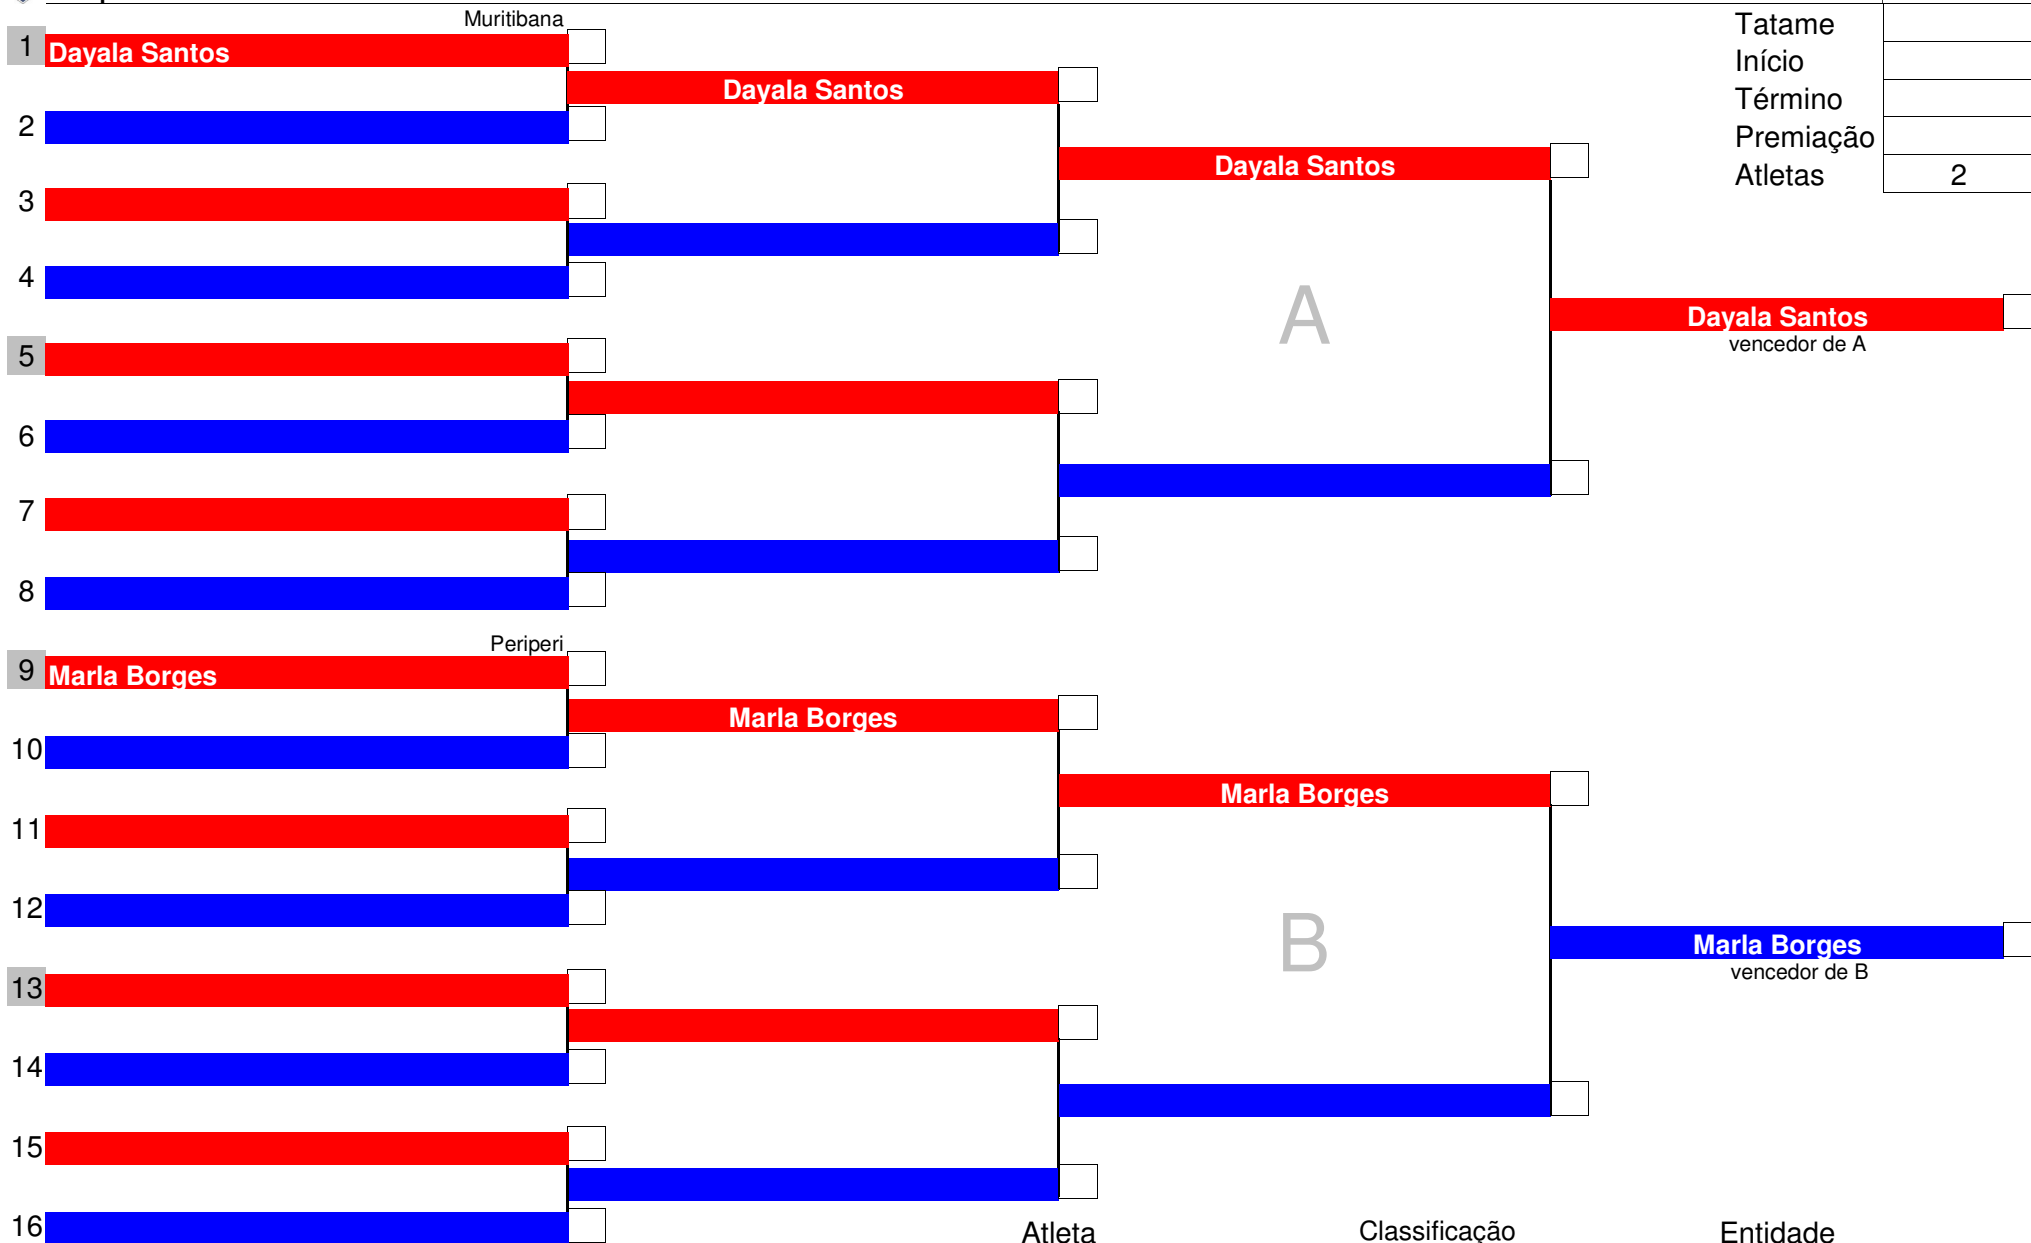 Muritibana
Tatame
1 Dayala Santos
Início
Dayala Santos
Término
2
Premiação
Dayala Santos
Atletas 2
3
4
A
Dayala Santos
vencedor de A
5
6
7
8
Periperi
9 Marla Borges
Marla Borges
10
Marla Borges
11
12
B
Marla Borges
vencedor de B
13
14
15
16
Atleta Classificação Entidade